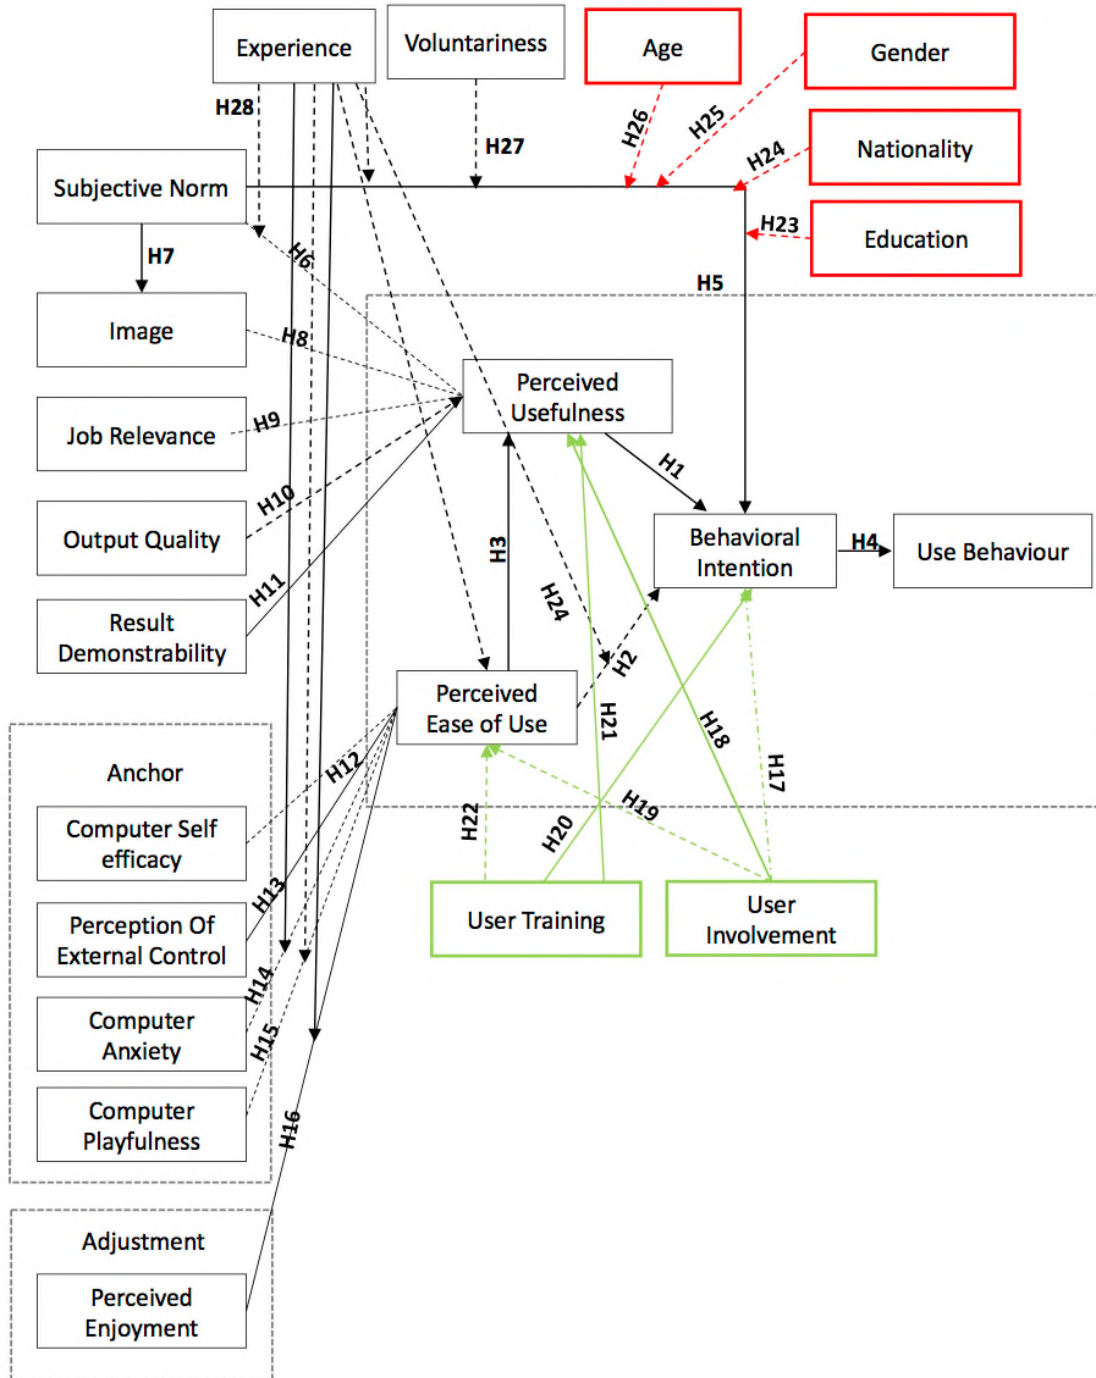 Experience
Voluntariness
Age
Gender
H28
H26
H25
H27
H24
Nationality
Subjective Norm
H23
Education
H7
H6
H5
Image
H8
Perceived
Usefulness
Job Relevance
H9
H1
H10
Output Quality
H3
Behavioral
Intention
H4
Use Behaviour
H11
H24
Result
Demonstrability
H2
Perceived
Ease of Use
H21
H18
Anchor
H12
H17
Computer Self
efficacy
H22
H20
H19
H13
Perception Of
External Control
User Training
User
Involvement
H14
Computer
Anxiety
H15
Computer
Playfulness
H16
Adjustment
Perceived
Enjoyment